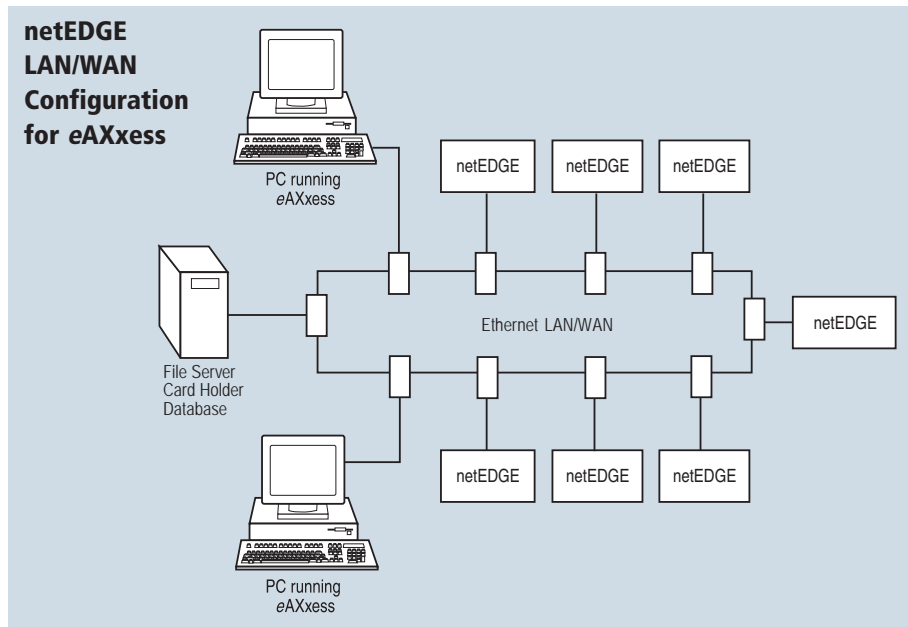 netEDGE
LAN/WAN
Configuration
for eAXxess
PC running
eAXxess
netEDGE
netEDGE
netEDGE
Ethernet LAN/WAN
netEDGE
File Server
Card Holder
Database
netEDGE
netEDGE
netEDGE
PC running
eAXxess